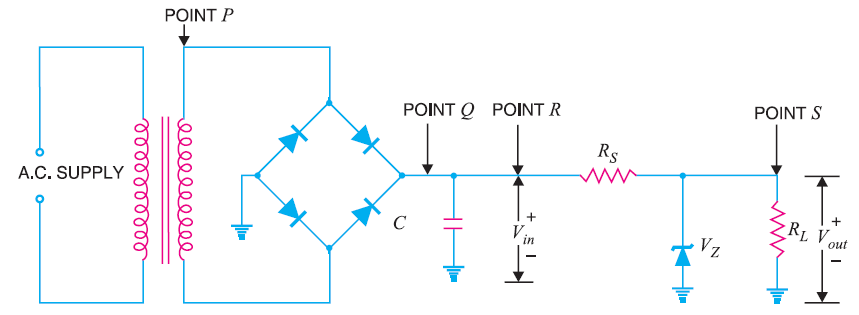 POINT P
POINT Q
POINT R
POINT S
A.C. SUPPLY
C
+
V_in
−
R_S
V_Z
R_L
+
V_out
−